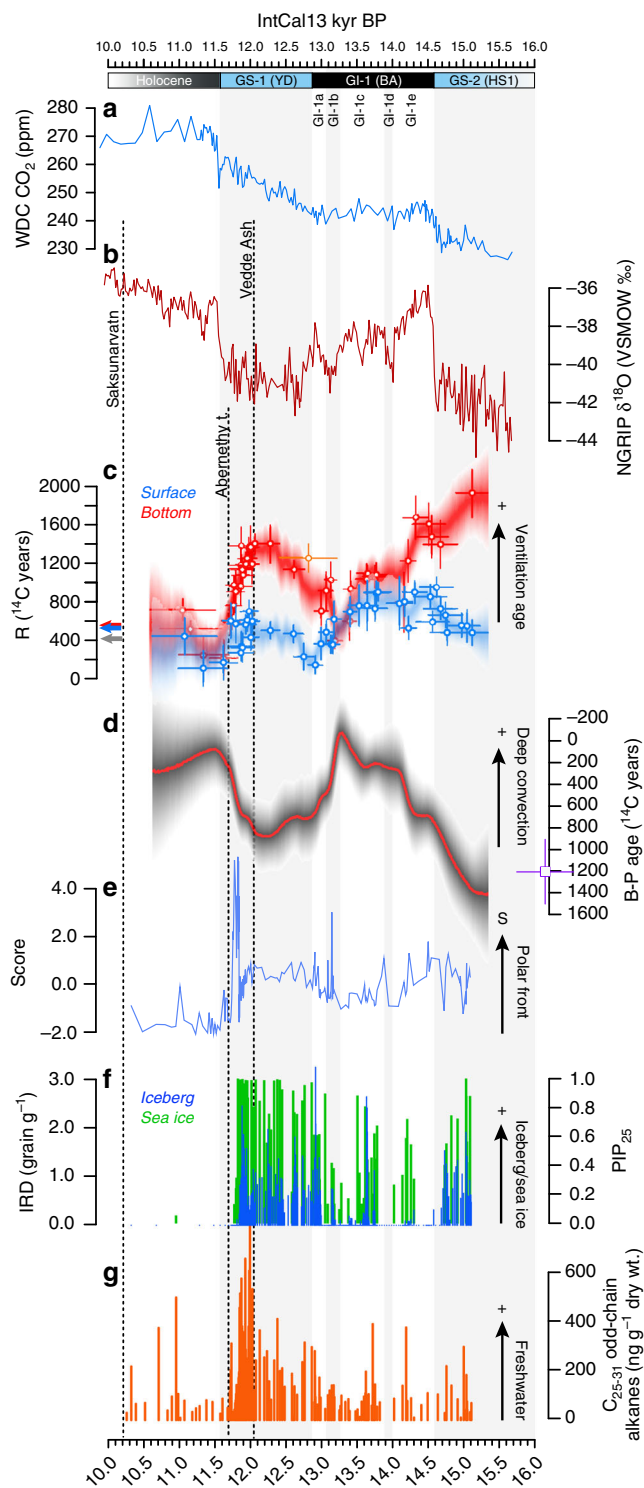 IntCal13 kyr BP
10.0 10.5 11.0 11.5 12.0 12.5 13.0 13.5 14.0 14.5 15.0 15.5 16.0
Holocene GS-1 (YD) GI-1 (BA) GS-2 (HS1)
GI-1a
GI-1b
GI-1c
GI-1d
GI-1e
a
280
270
260
250
240
230
WDC CO2 (ppm)
b
Saksunarvatn
Vedde Ash
Abernethy t.
−36
−38
−40
−42
−44
NGRIP δ18O (VSMOW ‰)
c
Surface
Bottom
2000
1600
1200
800
400
0
R (14C years)
+
Ventilation age
d
+
Deep convection
−200
0
200
400
600
800
1000
1200
1400
1600
B-P age (14C years)
e
4.0
2.0
0.0
−2.0
Score
S
Polar front
f
Iceberg
Sea ice
3.0
2.0
1.0
0.0
IRD (grain g−1)
+
Iceberg/sea ice
1.0
0.8
0.6
0.4
0.2
0.0
PIP25
g
+
Freshwater
600
400
200
0
C25-31 odd-chain
alkanes (ng g−1 dry wt.)
10.0 10.5 11.0 11.5 12.0 12.5 13.0 13.5 14.0 14.5 15.0 15.5 16.0